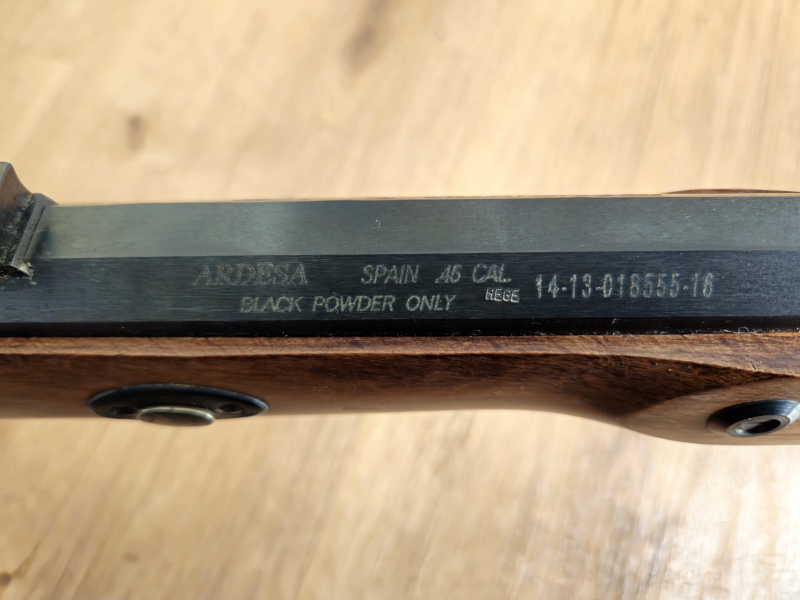 ARDESA SPAIN .45 CAL.
BLACK POWDER ONLY HEGE 14-13-018555-16